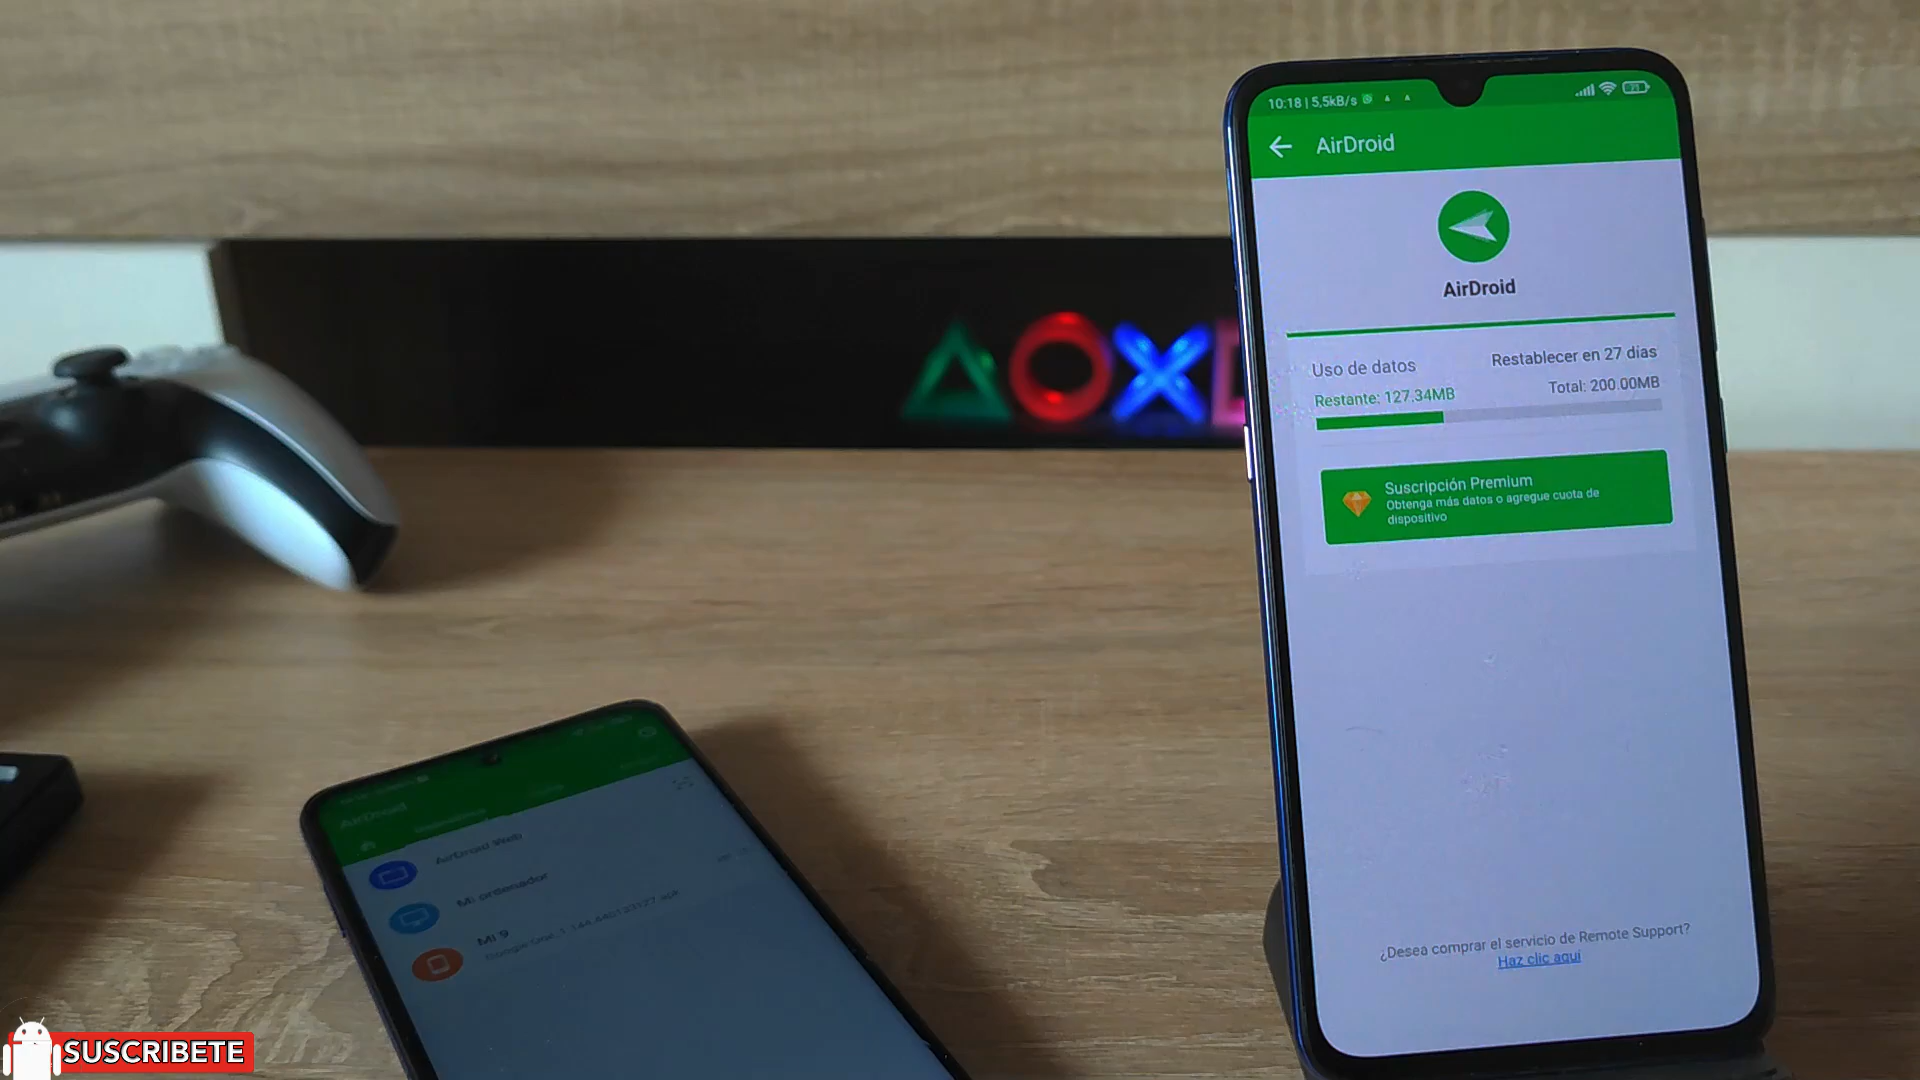 10:18 | 5,5kB/s
AirDroid
AirDroid
Uso de datos
Restablecer en 27 dias
Restante: 127.34MB
Total: 200.00MB
Suscripción Premium
Obtenga más datos o agregue cuota de
dispositivo
¿Desea comprar el servicio de Remote Support?
Haz clic aquí
AirDroid
AirDroid Web
Mi ordenador
Mi 9
SUSCRIBETE